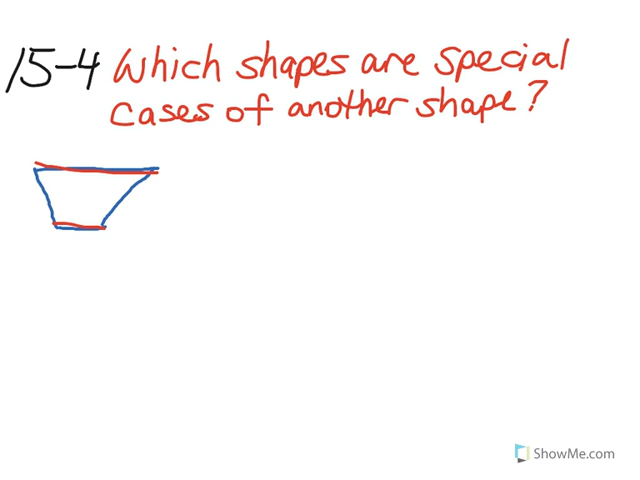 15-4 Which shapes are special
cases of another shape?
ShowMe.com